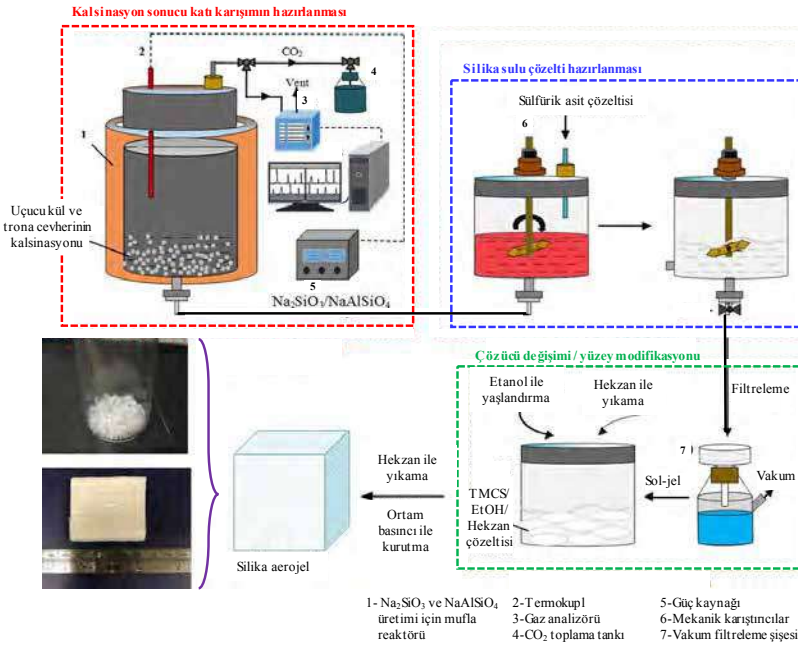 Kalsinasyon sonucu katı karışımın hazırlanması
2
CO2
4
Vent
3
1
Uçucu kül ve
trona cevherinin
kalsinasyonu
5
Na2SiO3/NaAlSiO4
Silika sulu çözelti hazırlanması
Sülfürik asit çözeltisi
6
Filtreleme
Çözücü değişimi / yüzey modifikasyonu
Etanol ile
yaşlandırma
Hekzan ile
yıkama
7
Vakum
Sol-jel
TMCS/
EtOH/
Hekzan
çözeltisi
Hekzan ile
yıkama
Ortam
basıncı ile
kurutma
Silika aerojel
1- Na2SiO3 ve NaAlSiO4
üretimi için mufla
reaktörü
2-Termokupl
3-Gaz analizörü
4-CO2 toplama tankı
5-Güç kaynağı
6-Mekanik karıştırıcılar
7-Vakum filtreleme şişesi